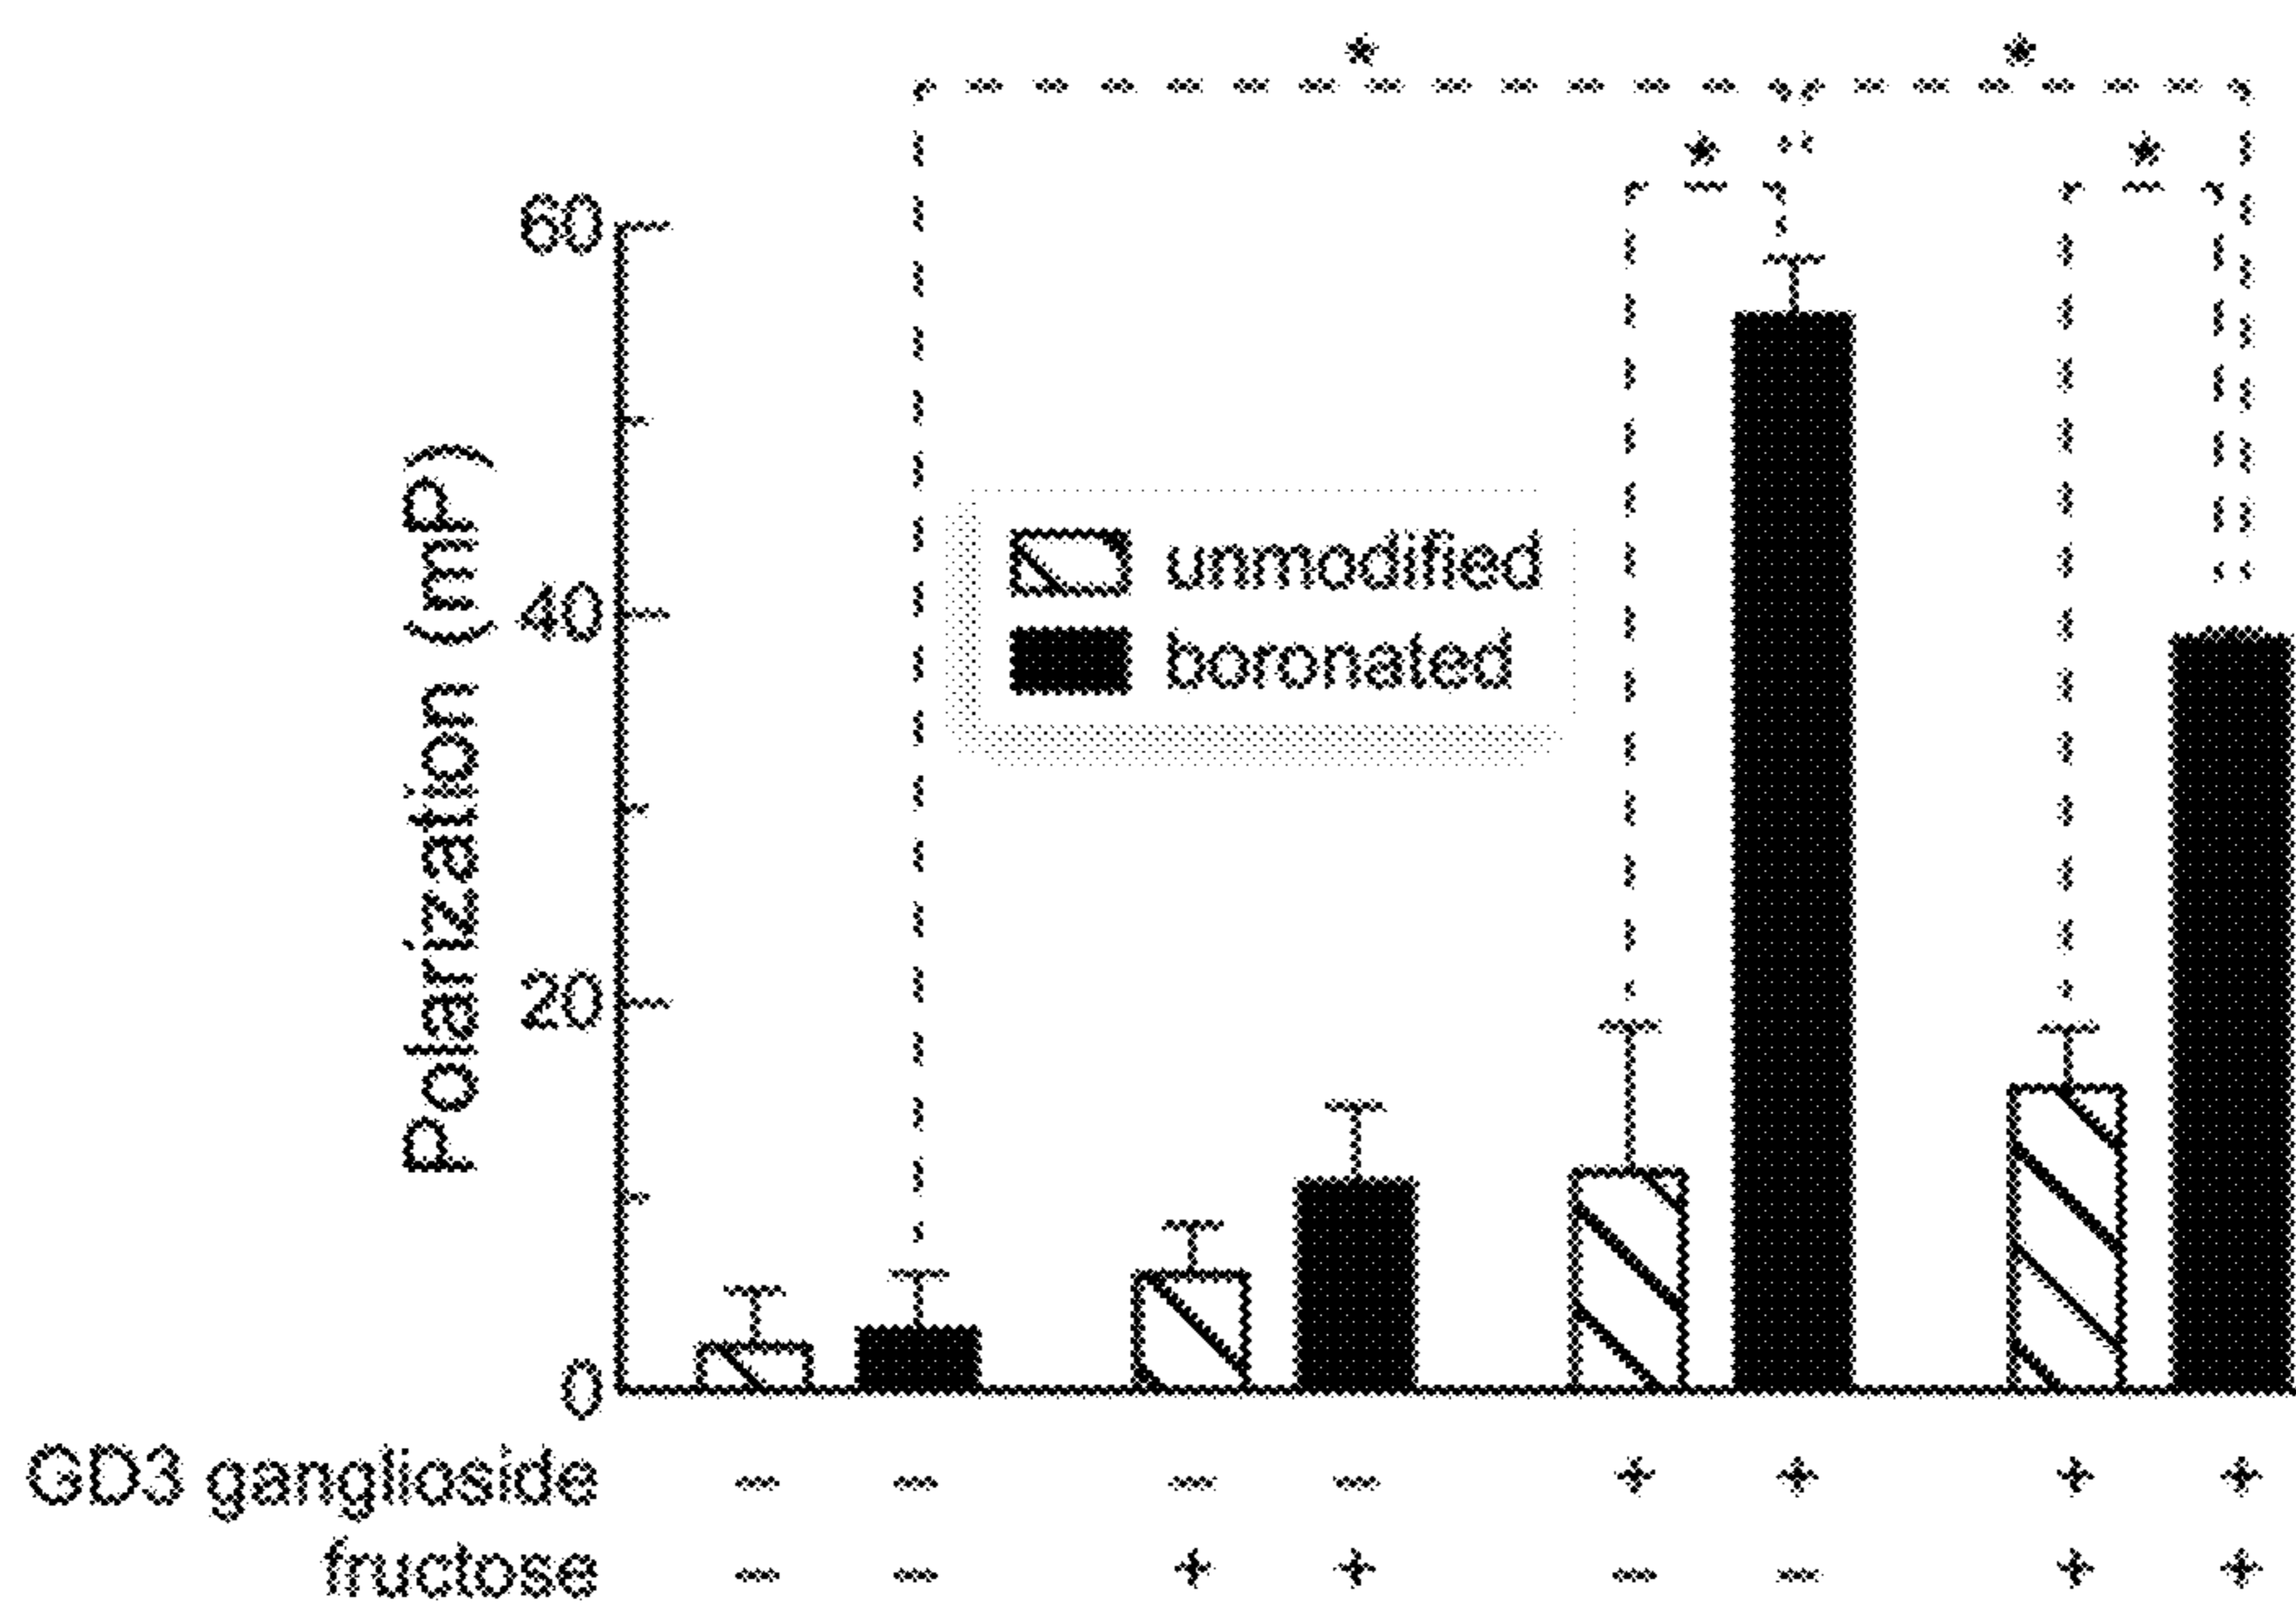 * *
* *
60
40
20
0
Polarization (mP)
unmodified
boronated
GD3 ganglioside – – – – + + + +
fructose – – + + – – + +